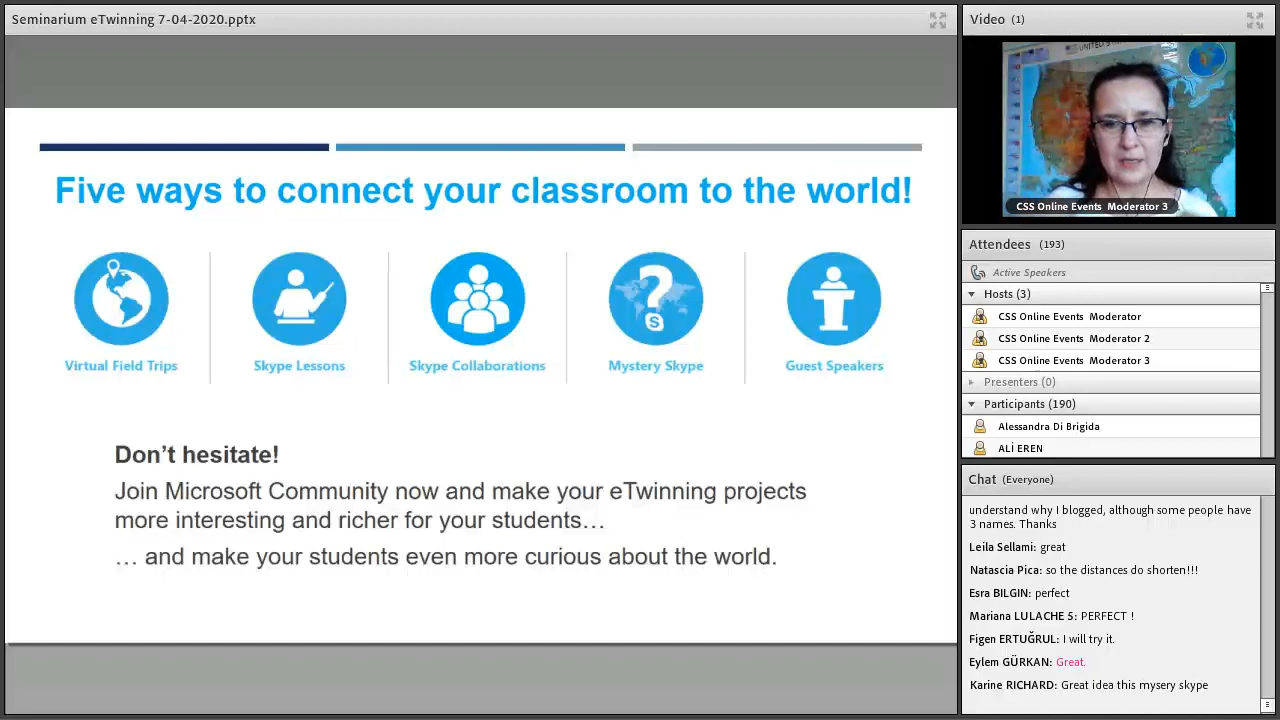 Seminarium eTwinning 7-04-2020.pptx
Five ways to connect your classroom to the world!
Virtual Field Trips
Skype Lessons
Skype Collaborations
Mystery Skype
Guest Speakers
Don’t hesitate!
Join Microsoft Community now and make your eTwinning projects
more interesting and richer for your students…
… and make your students even more curious about the world.
Video (1)
UNITED
CSS Online Events Moderator 3
Attendees (193)
Active Speakers
Hosts (3)
CSS Online Events Moderator
CSS Online Events Moderator 2
CSS Online Events Moderator 3
Presenters (0)
Participants (190)
Alessandra Di Brigida
ALİ EREN
Chat (Everyone)
understand why I blogged, although some people have
3 names. Thanks
Leila Sellami: great
Natascia Pica: so the distances do shorten!!!
Esra BILGIN: perfect
Mariana LULACHE 5: PERFECT !
Figen ERTUĞRUL: I will try it.
Eylem GÜRKAN: Great.
Karine RICHARD: Great idea this mysery skype